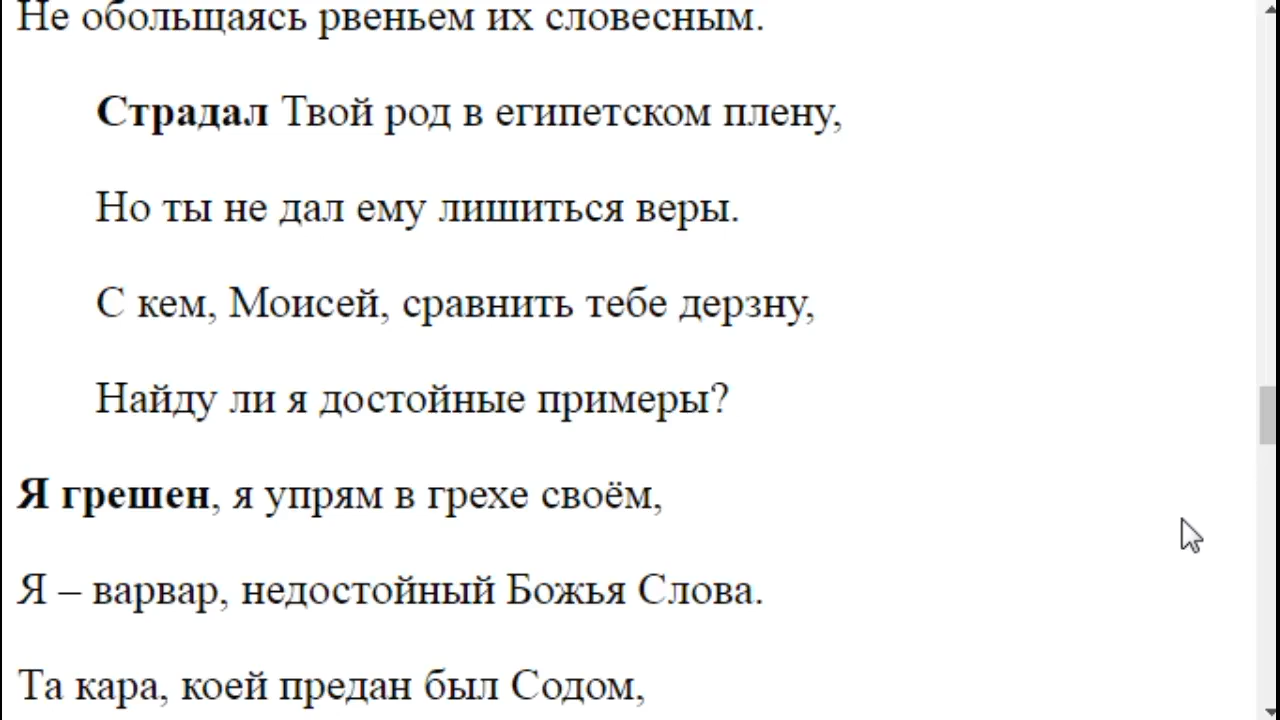 Не обольщаясь рвеньем их словесным.
Страдал Твой род в египетском плену,
Но ты не дал ему лишиться веры.
С кем, Моисей, сравнить тебе дерзну,
Найду ли я достойные примеры?
Я грешен, я упрям в грехе своём,
Я – варвар, недостойный Божья Слова.
Та кара, коей предан был Содом,